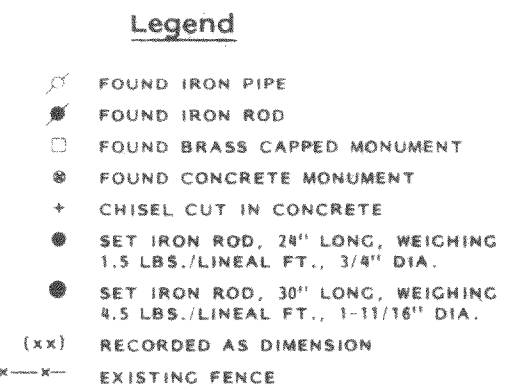 Legend
FOUND IRON PIPE
FOUND IRON ROD
FOUND BRASS CAPPED MONUMENT
FOUND CONCRETE MONUMENT
CHISEL CUT IN CONCRETE
SET IRON ROD, 24" LONG, WEIGHING
1.5 LBS./LINEAL FT., 3/4" DIA.
SET IRON ROD, 30" LONG, WEIGHING
4.5 LBS./LINEAL FT., 1-11/16" DIA.
(xx) RECORDED AS DIMENSION
x—x— EXISTING FENCE